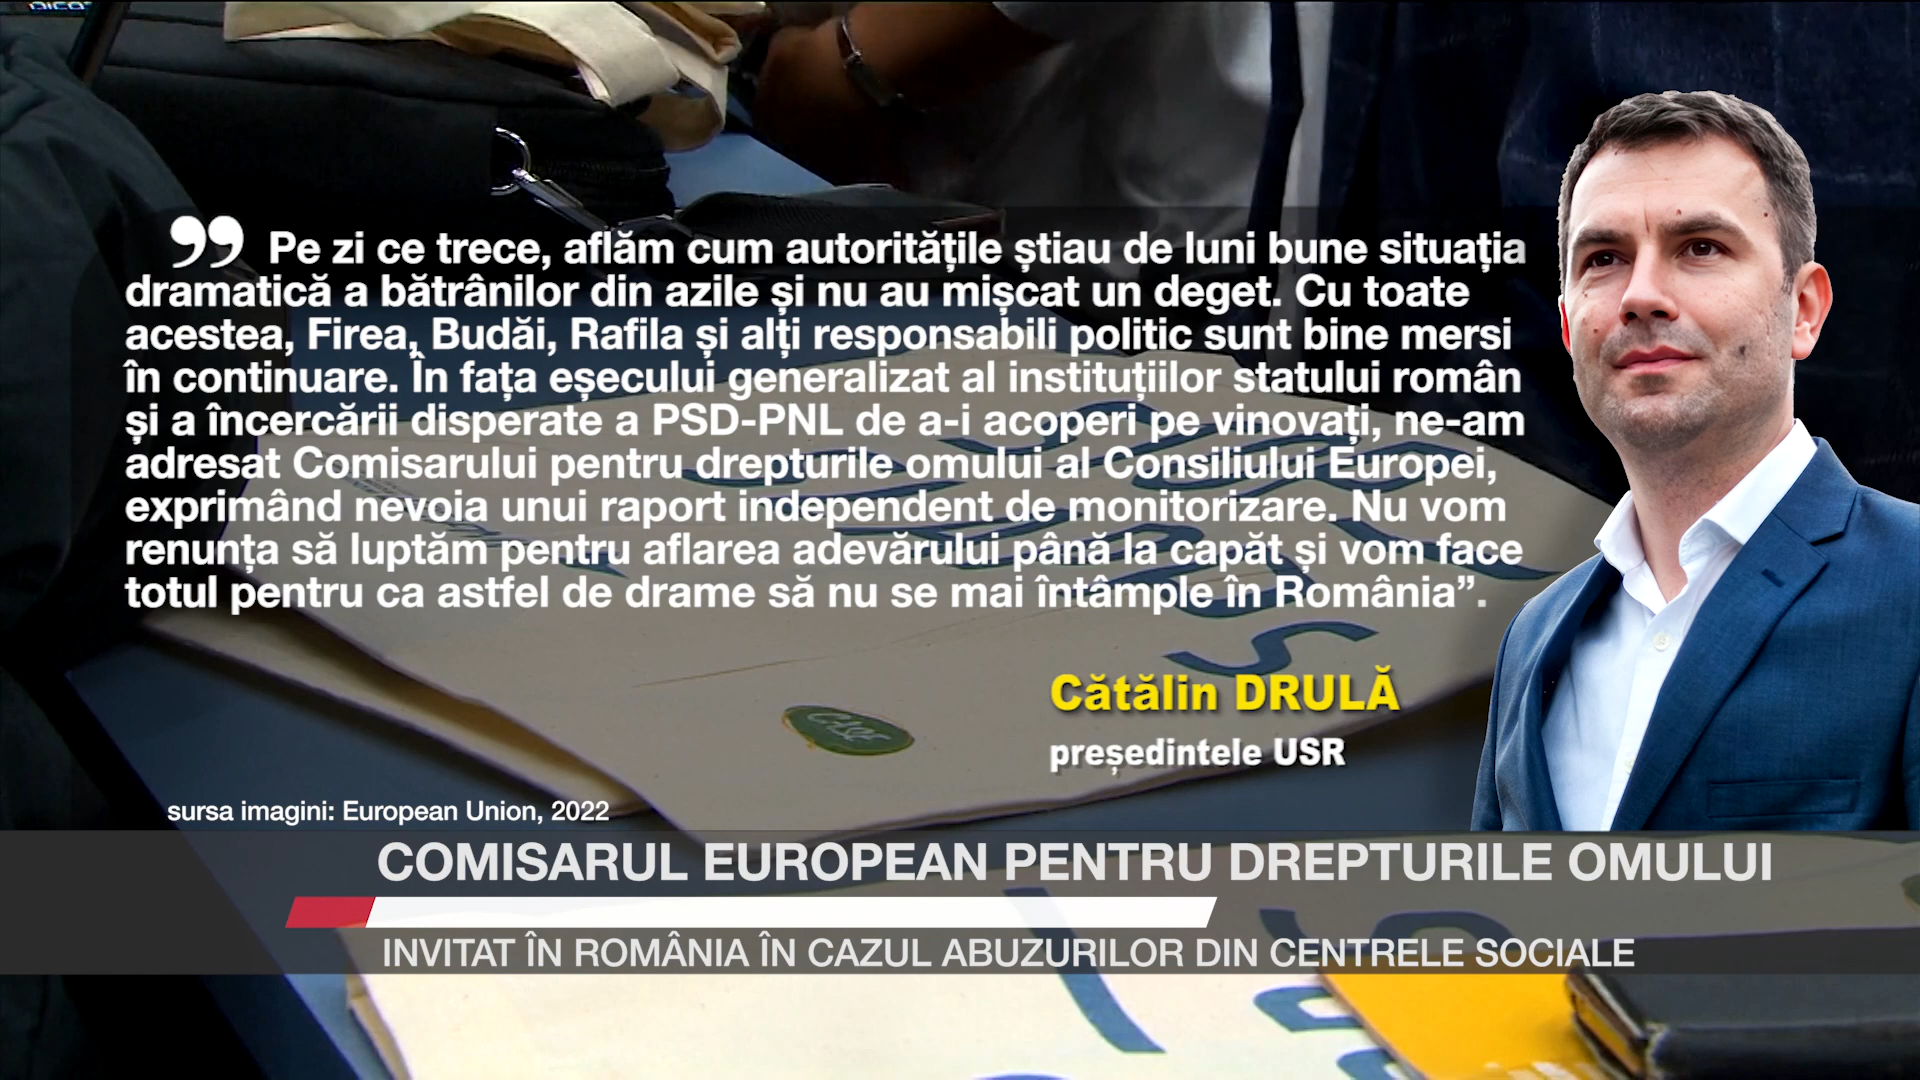 ” Pe zi ce trece, aflăm cum autoritățile știau de luni bune situația
dramatică a bătrânilor din azile și nu au mișcat un deget. Cu toate
acestea, Firea, Budăi, Rafila și alți responsabili politic sunt bine mersi
în continuare. În fața eșecului generalizat al instituțiilor statului român
și a încercării disperate a PSD-PNL de a-i acoperi pe vinovați, ne-am
adresat Comisarului pentru drepturile omului al Consiliului Europei,
exprimând nevoia unui raport independent de monitorizare. Nu vom
renunța să luptăm pentru aflarea adevărului până la capăt și vom face
totul pentru ca astfel de drame să nu se mai întâmple în România”.
Cătălin DRULĂ
președintele USR
CASE
sursa imagini: European Union, 2022
COMISARUL EUROPEAN PENTRU DREPTURILE OMULUI
INVITAT ÎN ROMÂNIA ÎN CAZUL ABUZURILOR DIN CENTRELE SOCIALE